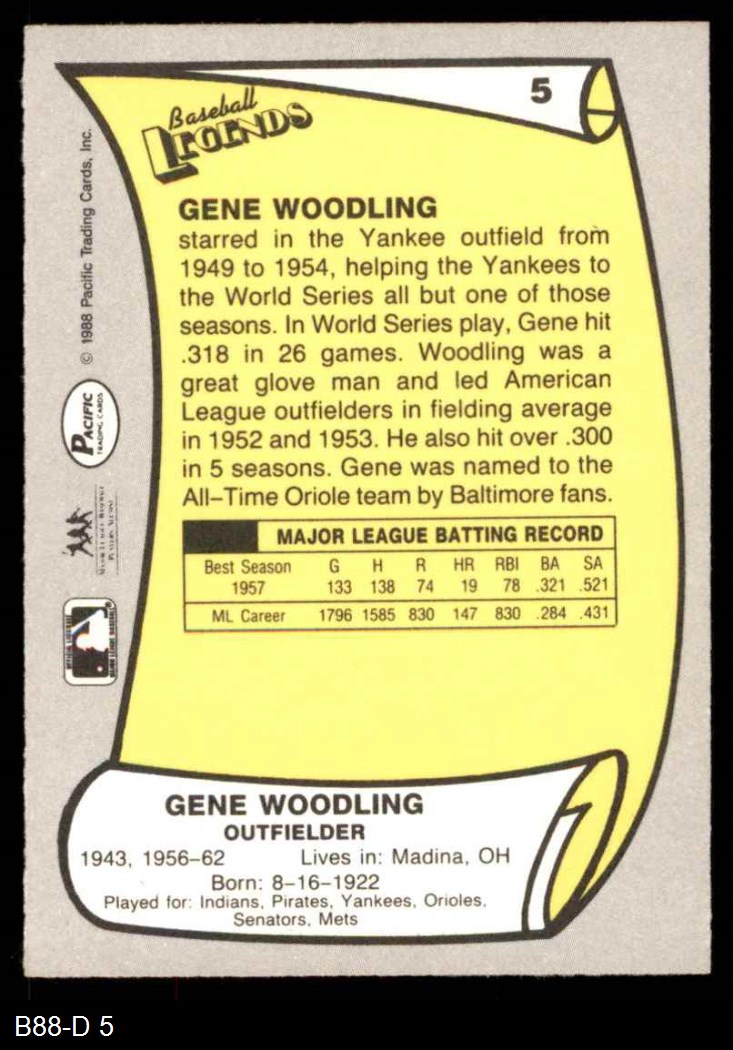 5
Baseball
LEGENDS
© 1988 Pacific Trading Cards, Inc.
PACIFIC
TRADING CARDS
GENE WOODLING
starred in the Yankee outfield from
1949 to 1954, helping the Yankees to
the World Series all but one of those
seasons. In World Series play, Gene hit
.318 in 26 games. Woodling was a
great glove man and led American
League outfielders in fielding average
in 1952 and 1953. He also hit over .300
in 5 seasons. Gene was named to the
All–Time Oriole team by Baltimore fans.
MAJOR LEAGUE BATTING RECORD
Best Season G H R HR RBI BA SA
1957 133 138 74 19 78 .321 .521
ML Career 1796 1585 830 147 830 .284 .431
GENE WOODLING
OUTFIELDER
1943, 1956–62 Lives in: Madina, OH
Born: 8–16–1922
Played for: Indians, Pirates, Yankees, Orioles,
Senators, Mets
B88-D 5